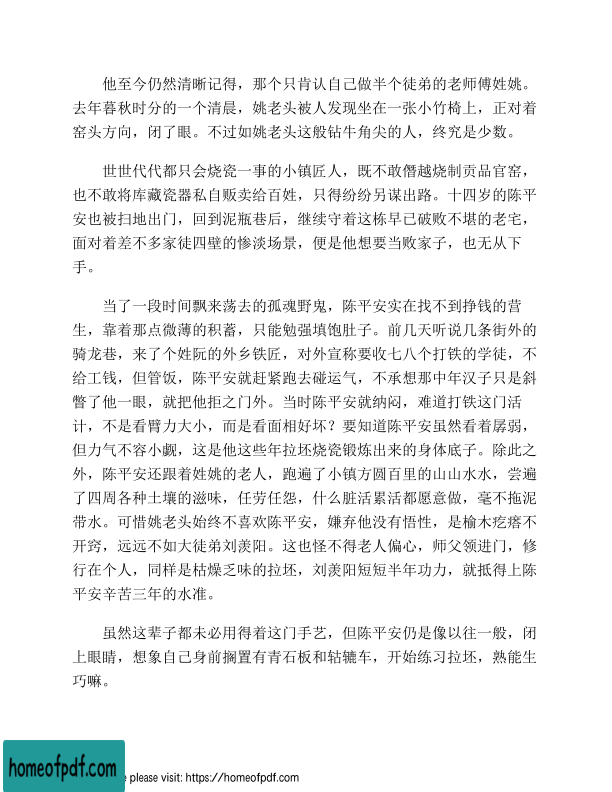 他至今仍然清晰记得，那个只肯认自己做半个徒弟的老师傅姓姚。
去年暮秋时分的一个清晨，姚老头被人发现坐在一张小竹椅上，正对着
窑头方向，闭了眼。不过如姚老头这般钻牛角尖的人，终究是少数。
世世代代都只会烧瓷一事的小镇匠人，既不敢僭越烧制贡品官窑，
也不敢将库藏瓷器私自贩卖给百姓，只得纷纷另谋出路。十四岁的陈平
安也被扫地出门，回到泥瓶巷后，继续守着这栋早已破败不堪的老宅，
面对着差不多家徒四壁的惨淡场景，便是他想要当败家子，也无从下
手。
当了一段时间飘来荡去的孤魂野鬼，陈平安实在找不到挣钱的营
生，靠着那点微薄的积蓄，只能勉强填饱肚子。前几天听说几条街外的
骑龙巷，来了个姓阮的外乡铁匠，对外宣称要收七八个打铁的学徒，不
给工钱，但管饭，陈平安就赶紧跑去碰运气，不承想那中年汉子只是斜
瞥了他一眼，就把他拒之门外。当时陈平安就纳闷，难道打铁这门活
计，不是看臂力大小，而是看面相好坏？要知道陈平安虽然看着孱弱，
但力气不容小觑，这是他这些年拉坯烧瓷锻炼出来的身体底子。除此之
外，陈平安还跟着姓姚的老人，跑遍了小镇方圆百里的山山水水，尝遍
了四周各种土壤的滋味，任劳任怨，什么脏活累活都愿意做，毫不拖泥
带水。可惜姚老头始终不喜欢陈平安，嫌弃他没有悟性，是榆木疙瘩不
开窍，远远不如大徒弟刘羡阳。这也怪不得老人偏心，师父领进门，修
行在个人，同样是枯燥乏味的拉坯，刘羡阳短短半年功力，就抵得上陈
平安辛苦三年的水准。
虽然这辈子都未必用得着这门手艺，但陈平安仍是像以往一般，闭
上眼睛，想象自己身前搁置有青石板和轱辘车，开始练习拉坯，熟能生
巧嘛。
homeofpdf.com
e please visit: https://homeofpdf.com